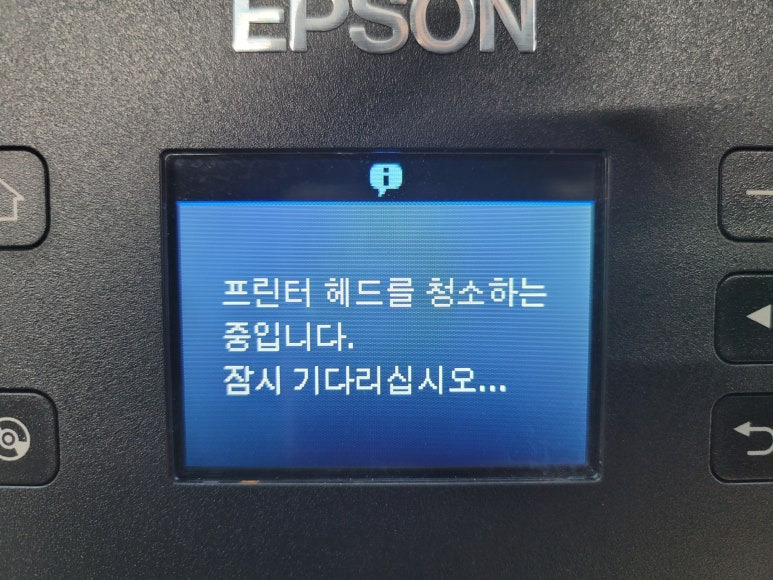 EPSON
i
프린터 헤드를 청소하는
중입니다.
잠시 기다리십시오...